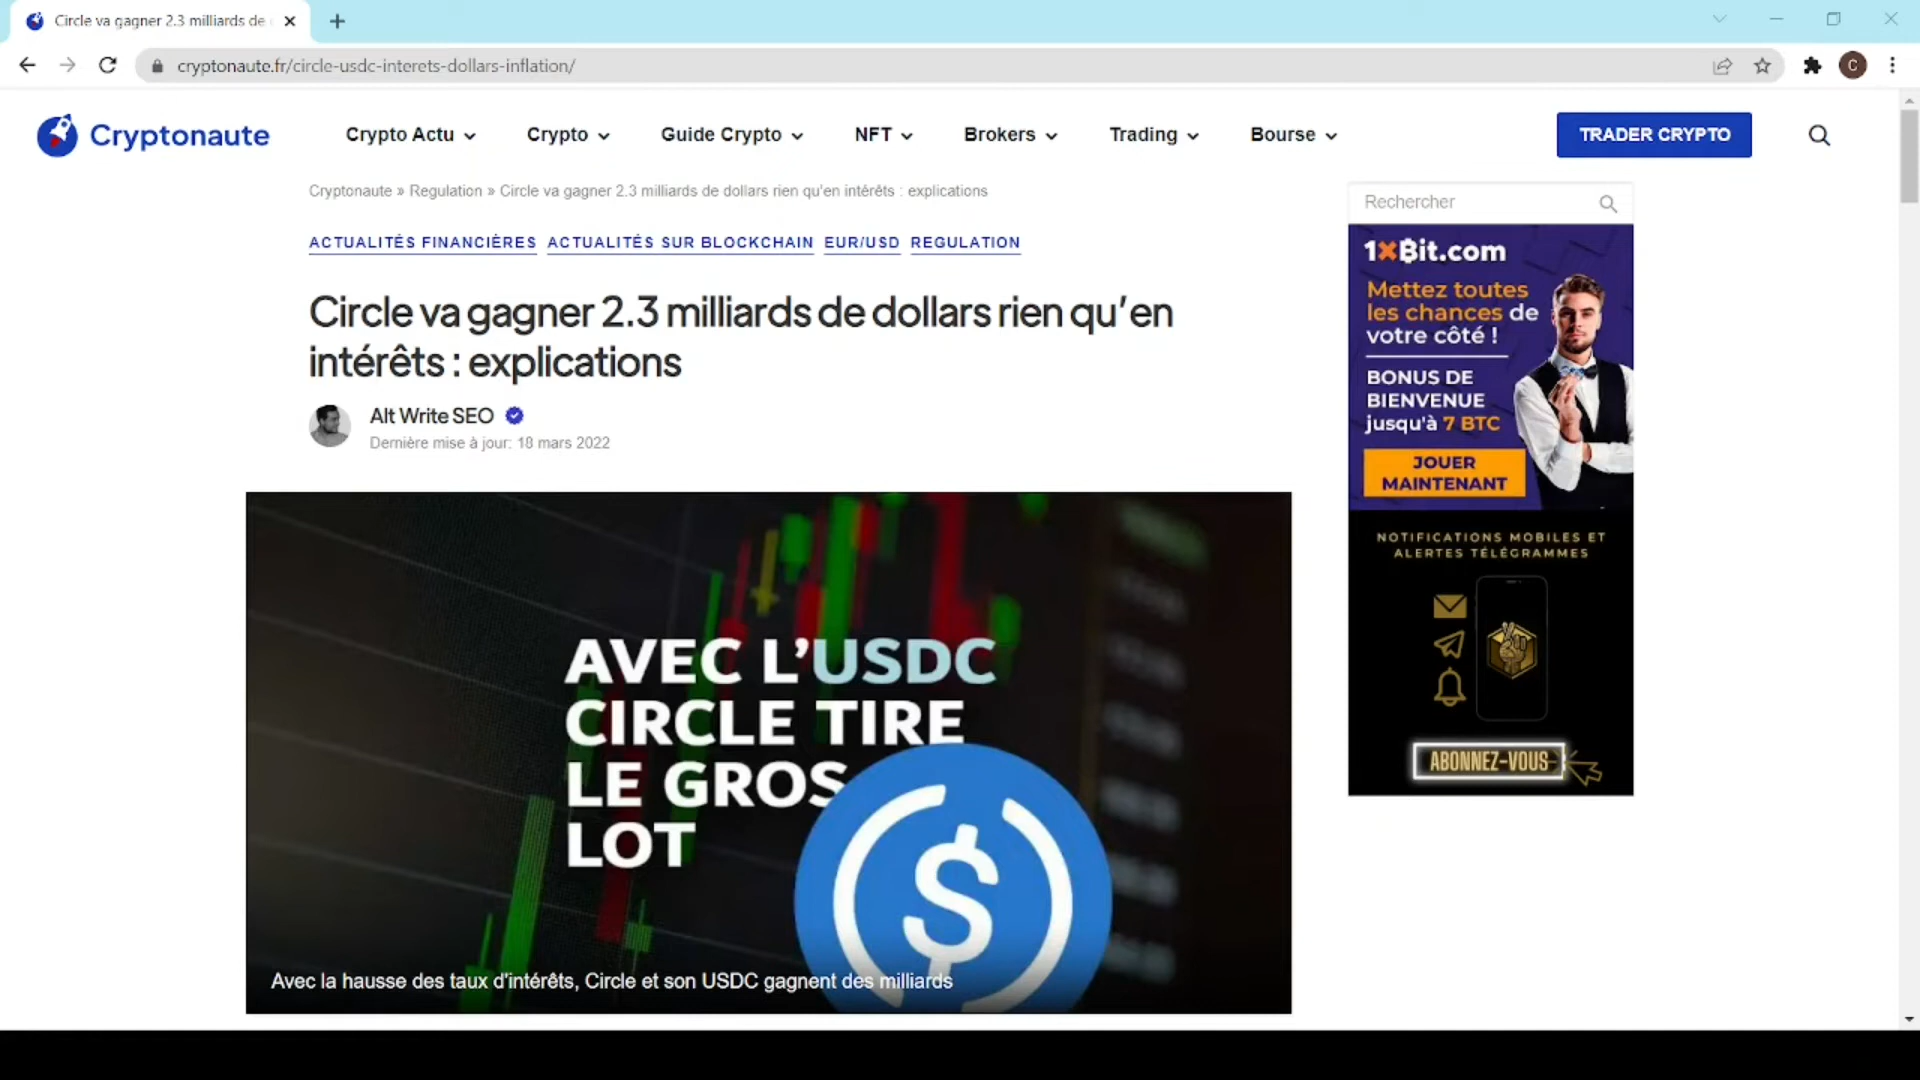 Circle va gagner 2.3 milliards de
cryptonaute.fr/circle-usdc-interets-dollars-inflation/
C
Cryptonaute
Crypto Actu
Crypto
Guide Crypto
NFT
Brokers
Trading
Bourse
TRADER CRYPTO
Cryptonaute » Regulation » Circle va gagner 2.3 milliards de dollars rien qu'en intérêts : explications
ACTUALITÉS FINANCIÈRES ACTUALITÉS SUR BLOCKCHAIN EUR/USD REGULATION
Circle va gagner 2.3 milliards de dollars rien qu’en
intérêts : explications
Alt Write SEO
Dernière mise à jour: 18 mars 2022
AVEC L’USDC
CIRCLE TIRE
LE GROS
LOT
$
Avec la hausse des taux d'intérêts, Circle et son USDC gagnent des milliards
Rechercher
1xBit.com
Mettez toutes
les chances de
votre côté !
BONUS DE
BIENVENUE
jusqu'à 7 BTC
JOUER
MAINTENANT
NOTIFICATIONS MOBILES ET
ALERTES TÉLÉGRAMMES
ABONNEZ-VOUS